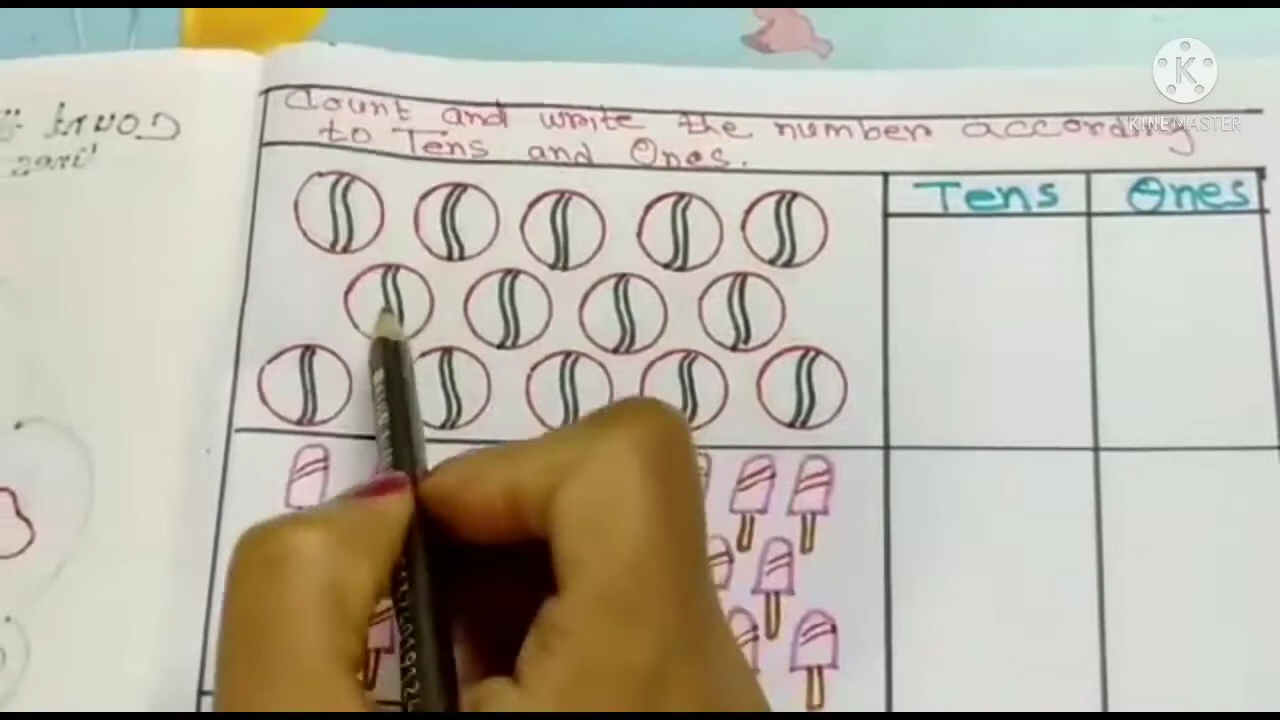 Count and write the number according
to Tens and Ones.
Tens Ones
K
KINEMASTER